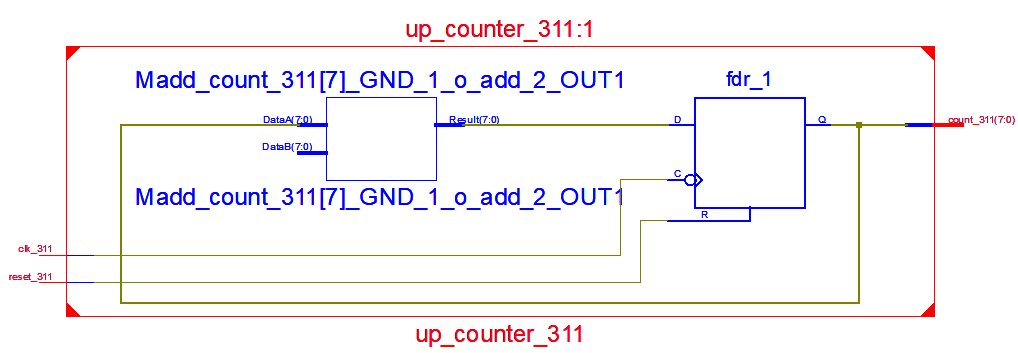 up_counter_311:1
Madd_count_311[7]_GND_1_o_add_2_OUT1
fdr_1
DataA(7:0)
Result(7:0)
D
Q
count_311(7:0)
DataB(7:0)
C
Madd_count_311[7]_GND_1_o_add_2_OUT1
R
clk_311
reset_311
up_counter_311